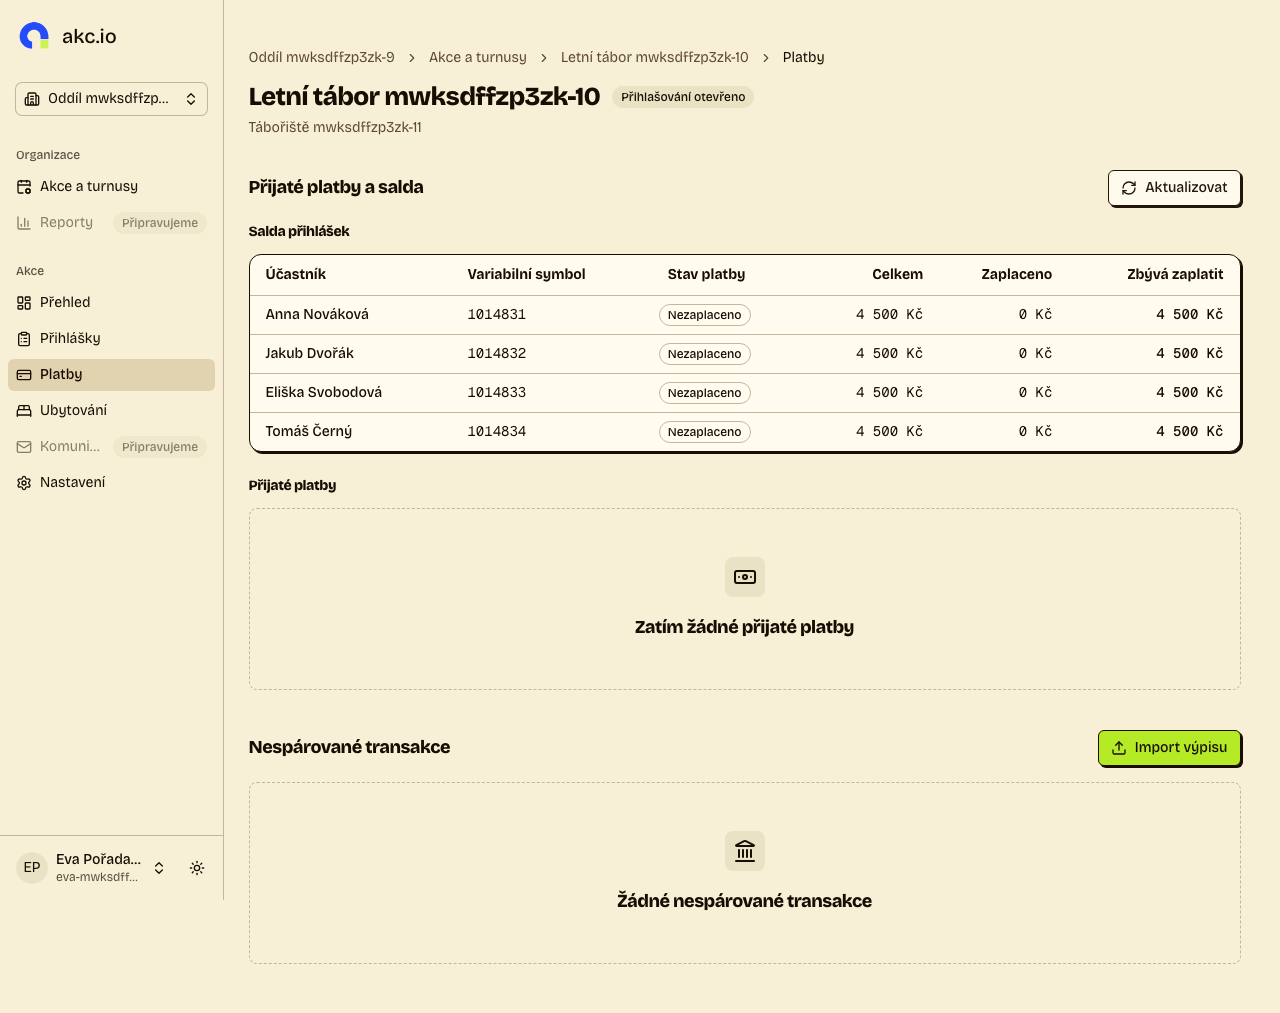 akc.io
Oddíl mwksdffzp...
Organizace
Akce a turnusy
Reporty Připravujeme
Akce
Přehled
Přihlášky
Platby
Ubytování
Komuni... Připravujeme
Nastavení
EP
Eva Pořada...
eva-mwksdff...
Oddíl mwksdffzp3zk-9 > Akce a turnusy > Letní tábor mwksdffzp3zk-10 > Platby
Letní tábor mwksdffzp3zk-10 Přihlašování otevřeno
Tábořiště mwksdffzp3zk-11
Přijaté platby a salda Aktualizovat
Salda přihlášek
Účastník Variabilní symbol Stav platby Celkem Zaplaceno Zbývá zaplatit
Anna Nováková 1014831 Nezaplaceno 4 500 Kč 0 Kč 4 500 Kč
Jakub Dvořák 1014832 Nezaplaceno 4 500 Kč 0 Kč 4 500 Kč
Eliška Svobodová 1014833 Nezaplaceno 4 500 Kč 0 Kč 4 500 Kč
Tomáš Černý 1014834 Nezaplaceno 4 500 Kč 0 Kč 4 500 Kč
Přijaté platby
Zatím žádné přijaté platby
Nespárované transakce Import výpisu
Žádné nespárované transakce